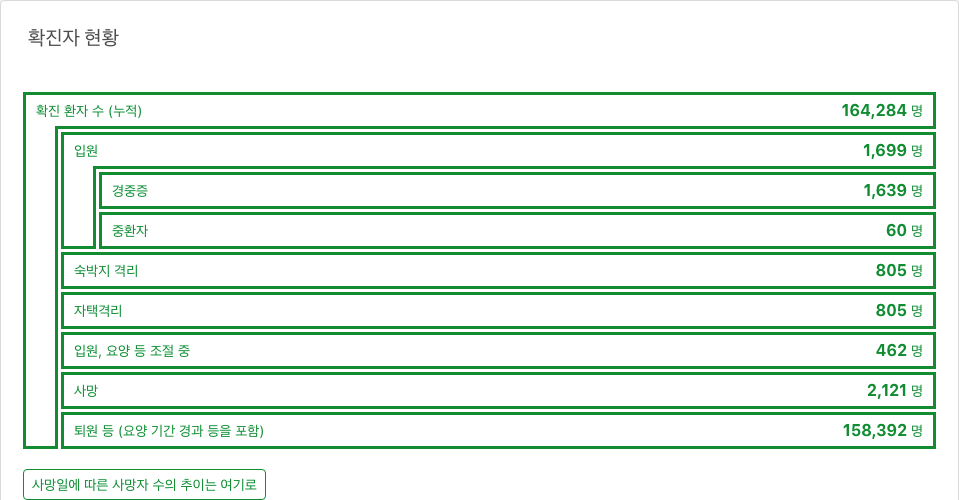 확진자 현황
확진 환자 수 (누적) 164,284 명
입원 1,699 명
경중증 1,639 명
중환자 60 명
숙박지 격리 805 명
자택격리 805 명
입원, 요양 등 조절 중 462 명
사망 2,121 명
퇴원 등 (요양 기간 경과 등을 포함) 158,392 명
사망일에 따른 사망자 수의 추이는 여기로